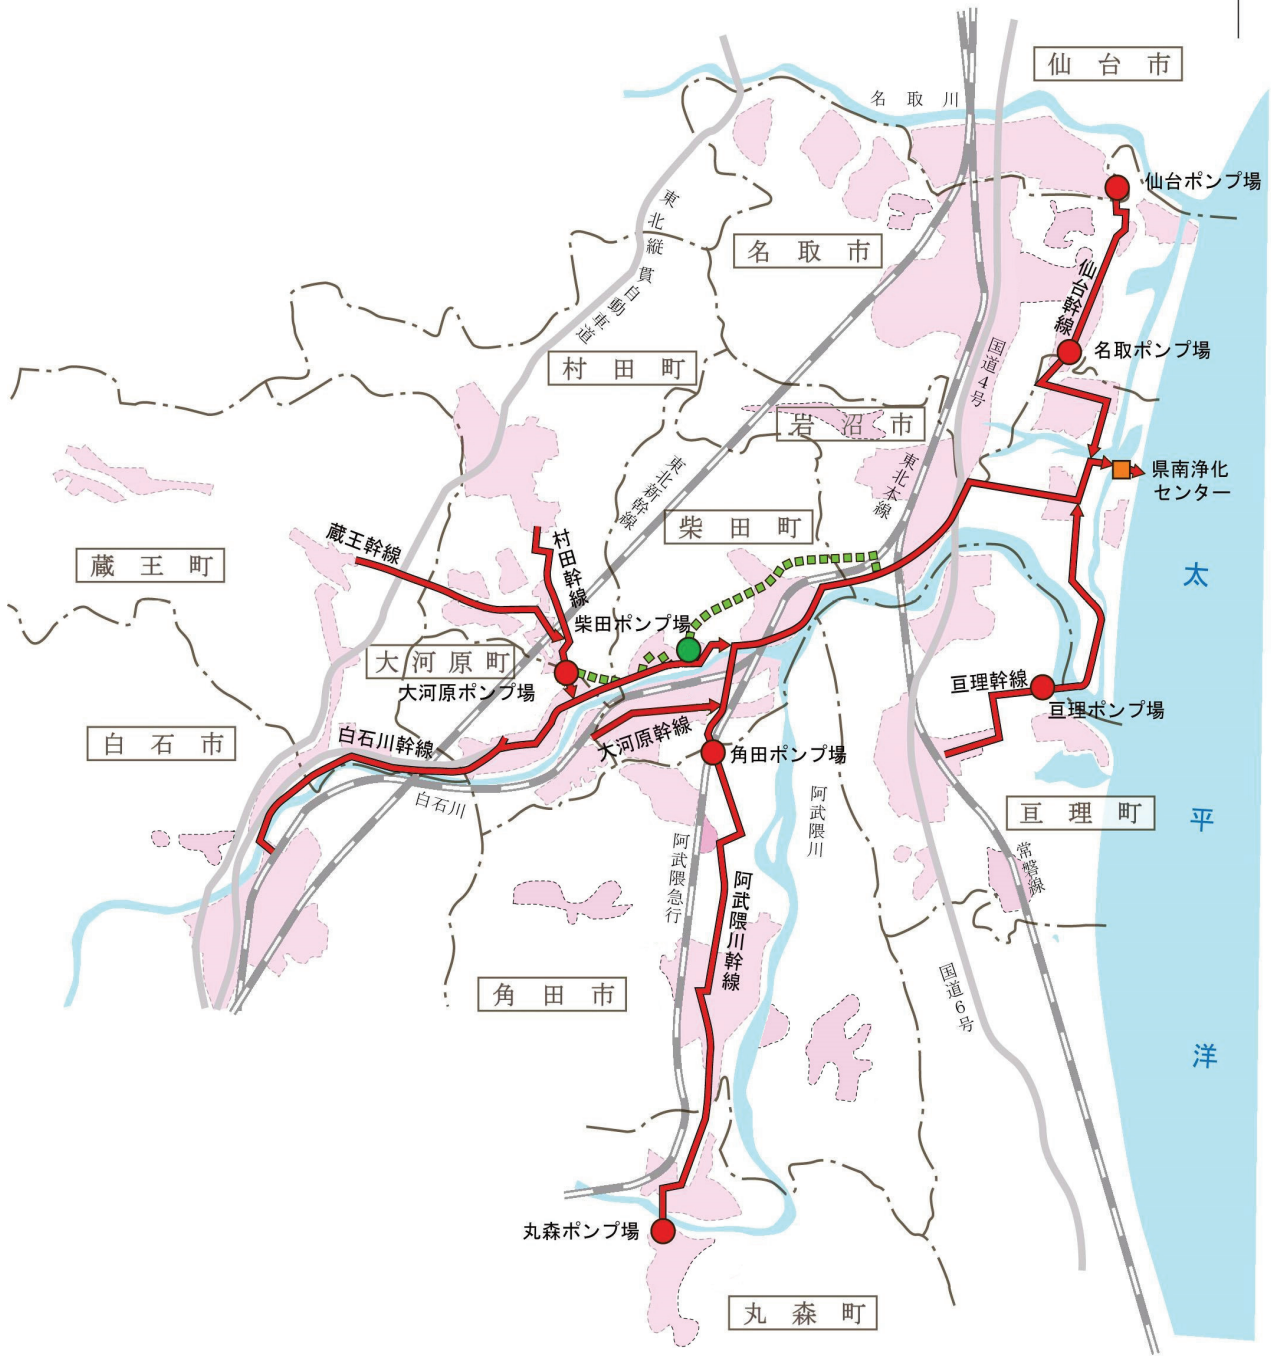 仙台市
名取川
仙台ポンプ場
東北縦貫自動車道
名取市
仙台幹線
国道4号
名取ポンプ場
村田町
岩沼市
東北新幹線
東北本線
県南浄化
センター
柴田町
蔵王幹線
村田幹線
蔵王町
太平洋
柴田ポンプ場
大河原町
大河原ポンプ場
亘理幹線
亘理ポンプ場
白石市
白石川幹線
大河原幹線
角田ポンプ場
白石川
阿武隈川
亘理町
阿武隈急行
常磐線
阿武隈川幹線
角田市
国道6号
丸森ポンプ場
丸森町